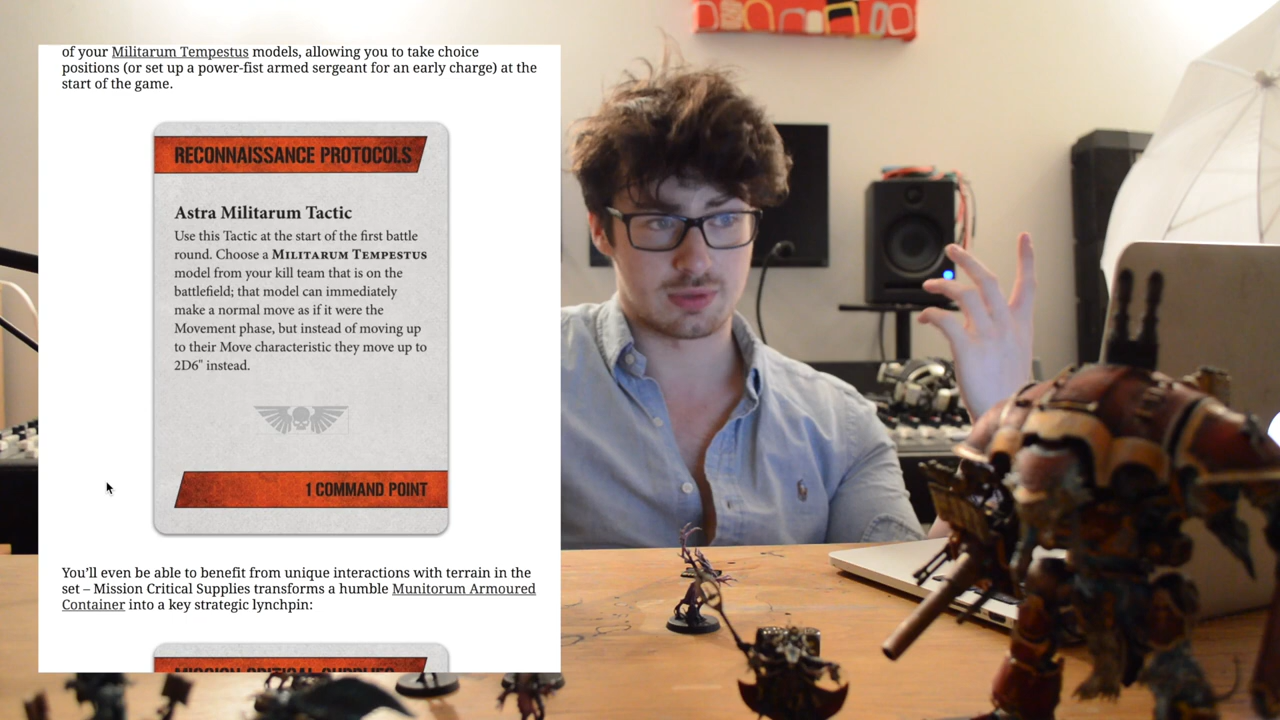 of your Militarum Tempestus models, allowing you to take choice
positions (or set up a power-fist armed sergeant for an early charge) at the
start of the game.
RECONNAISSANCE PROTOCOLS
Astra Militarum Tactic
Use this Tactic at the start of the first battle
round. Choose a MILITARUM TEMPESTUS
model from your kill team that is on the
battlefield; that model can immediately
make a normal move as if it were the
Movement phase, but instead of moving up
to their Move characteristic they move up to
2D6" instead.
1 COMMAND POINT
You’ll even be able to benefit from unique interactions with terrain in the
set – Mission Critical Supplies transforms a humble Munitorum Armoured
Container into a key strategic lynchpin:
MISSION CRITICAL SUPPLIES